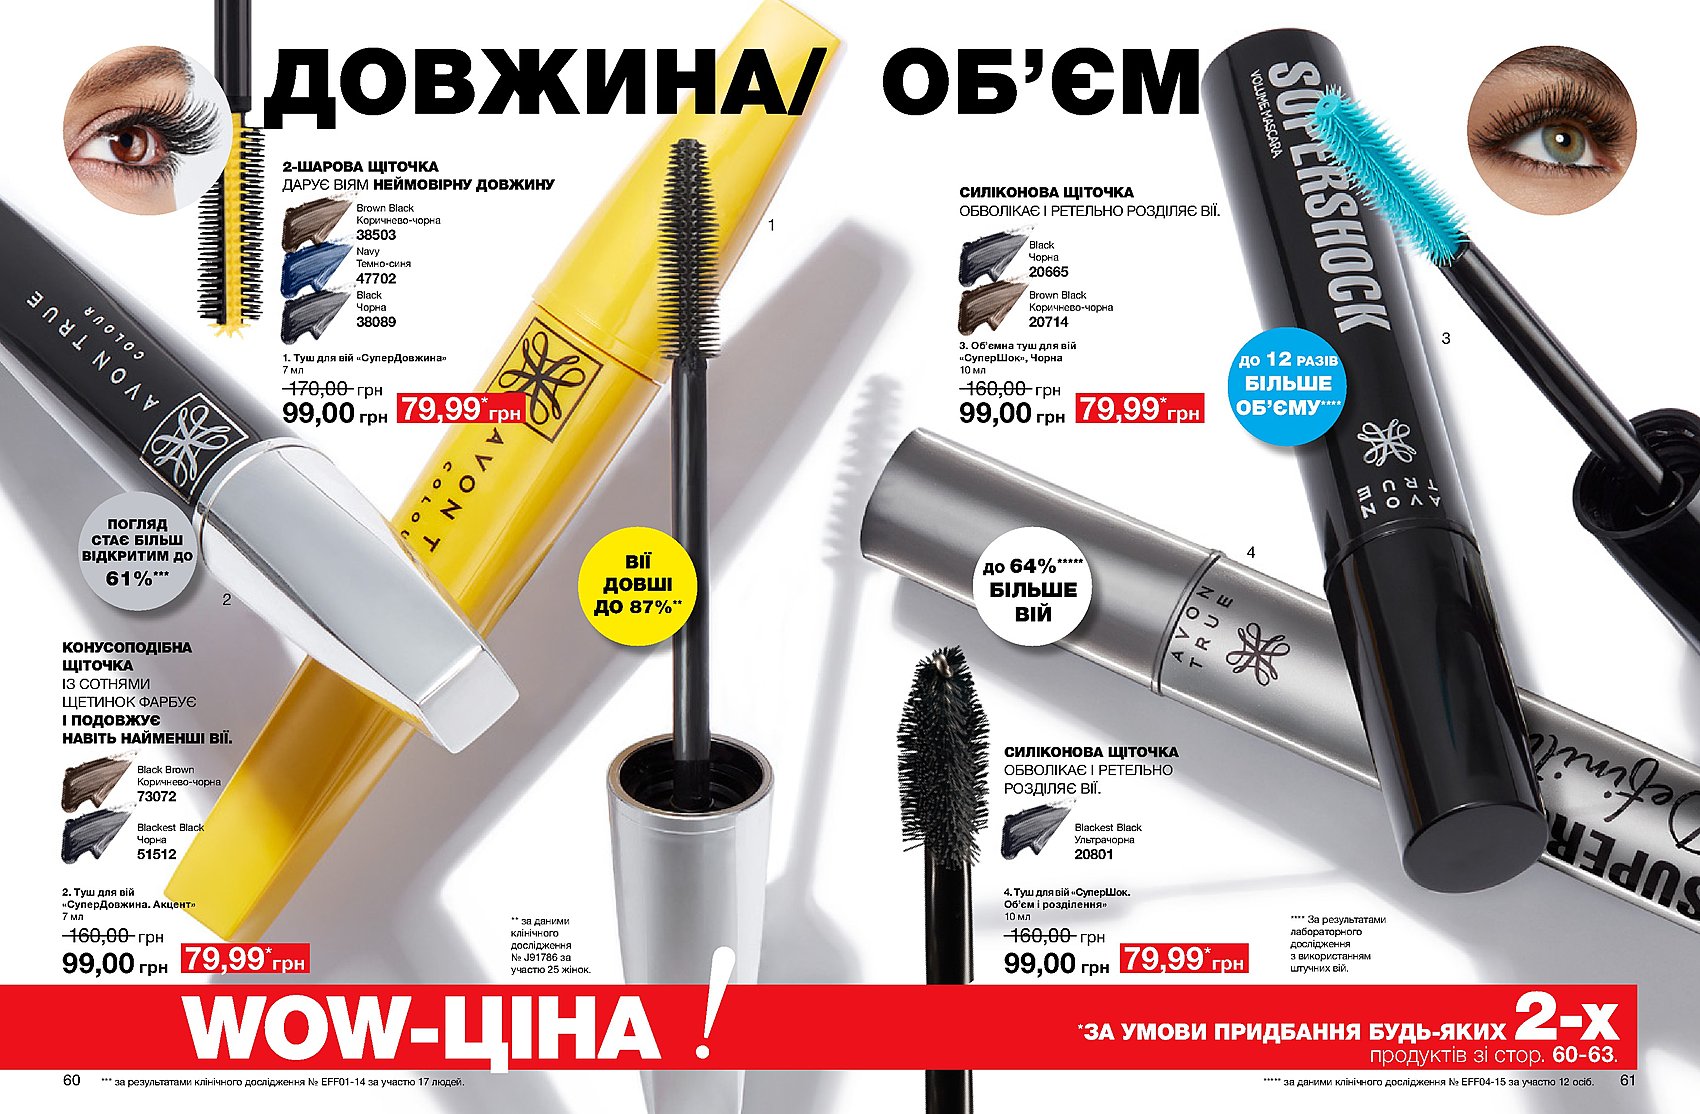 ДОВЖИНА/ ОБ’ЄМ
2-ШАРОВА ЩІТОЧКА
ДАРУЄ ВІЯМ НЕЙМОВІРНУ ДОВЖИНУ
Brown Black
Коричнево-чорна
38503
Navy
Темно-синя
47702
Black
Чорна
38089
1. Туш для вій «СуперДовжина»
7 мл
170,00 грн
99,00 грн 79,99* грн
1
AVON TRUE
COLOUR
AVON T
COLOU
ПОГЛЯД
СТАЄ БІЛЬШ
ВІДКРИТИМ ДО
61%***
2
ВІЇ
ДОВШІ
ДО 87%**
КОНУСОПОДІБНА
ЩІТОЧКА
ІЗ СОТНЯМИ
ЩЕТИНОК ФАРБУЄ
І ПОДОВЖУЄ
НАВІТЬ НАЙМЕНШІ ВІЇ.
Black Brown
Коричнево-чорна
73072
Blackest Black
Чорна
51512
2. Туш для вій
«СуперДовжина. Акцент»
7 мл
160,00 грн
99,00 грн 79,99* грн
** за даними
клінічного
дослідження
№ J91786 за
участю 25 жінок.
СИЛІКОНОВА ЩІТОЧКА
ОБВОЛІКАЄ І РЕТЕЛЬНО РОЗДІЛЯЄ ВІЇ.
Black
Чорна
20665
Brown Black
Коричнево-чорна
20714
3. Об’ємна туш для вій
«СуперШок», Чорна
10 мл
160,00 грн
99,00 грн 79,99* грн
SUPERSHOCK
VOLUME MASCARA
AVON
TRUE
3
ДО 12 РАЗІВ
БІЛЬШЕ
ОБ’ЄМУ****
4
ДО 64%*****
БІЛЬШЕ
ВІЙ
AVON
TRUE
SUPER
Definiti
СИЛІКОНОВА ЩІТОЧКА
ОБВОЛІКАЄ І РЕТЕЛЬНО
РОЗДІЛЯЄ ВІЇ.
Blackest Black
Ультрачорна
20801
4. Туш для вій «СуперШок.
Об’єм і розділення»
10 мл
160,00 грн
99,00 грн 79,99* грн
**** За результатами
лабораторного
дослідження
з використанням
штучних вій.
WOW-ЦІНА!
*ЗА УМОВИ ПРИДБАННЯ БУДЬ-ЯКИХ 2-х
продуктів зі стор. 60-63.
60 *** за результатами клінічного дослідження № EFF01-14 за участю 17 людей.
***** за даними клінічного дослідження № EFF04-15 за участю 12 осіб. 61